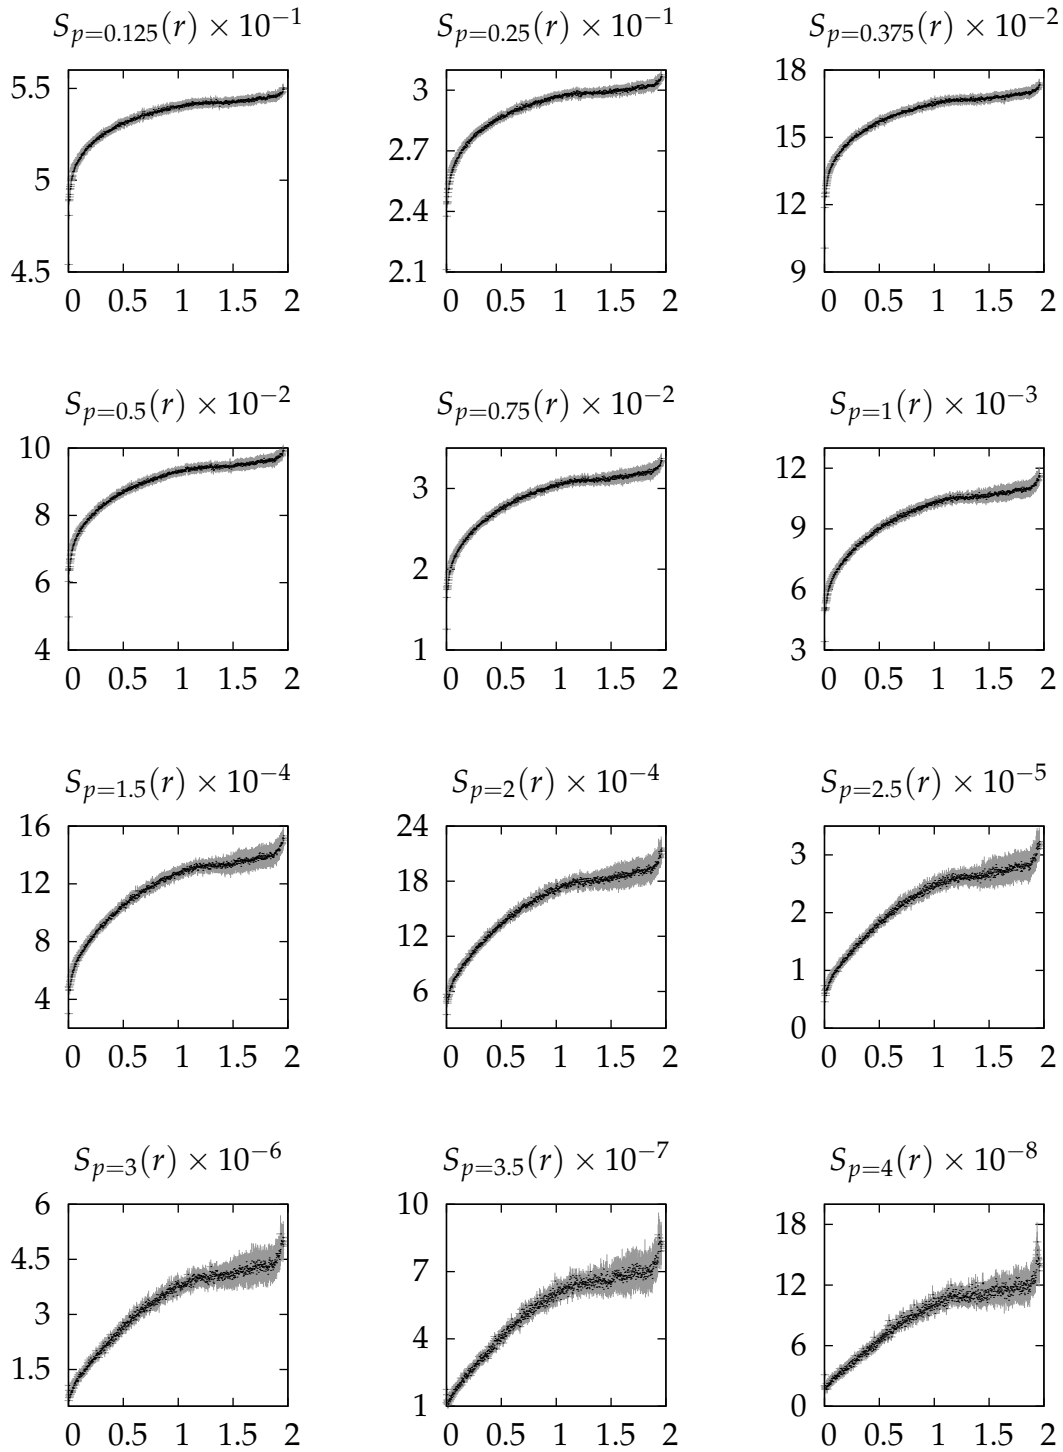 S_{p=0.125}(r) × 10^{−1} S_{p=0.25}(r) × 10^{−1} S_{p=0.375}(r) × 10^{−2}
5.5 3 18
5 2.7 15
4.5 2.4 12
2.1 9
0 0.5 1 1.5 2 0 0.5 1 1.5 2 0 0.5 1 1.5 2
S_{p=0.5}(r) × 10^{−2} S_{p=0.75}(r) × 10^{−2} S_{p=1}(r) × 10^{−3}
10 3 12
8 2 9
6 1 6
4 3
0 0.5 1 1.5 2 0 0.5 1 1.5 2 0 0.5 1 1.5 2
S_{p=1.5}(r) × 10^{−4} S_{p=2}(r) × 10^{−4} S_{p=2.5}(r) × 10^{−5}
16 24 3
12 18 2
8 12 1
4 6 0
0 0.5 1 1.5 2 0 0.5 1 1.5 2 0 0.5 1 1.5 2
S_{p=3}(r) × 10^{−6} S_{p=3.5}(r) × 10^{−7} S_{p=4}(r) × 10^{−8}
6 10 18
4.5 7 12
3 4 6
1.5 1 0
0 0.5 1 1.5 2 0 0.5 1 1.5 2 0 0.5 1 1.5 2